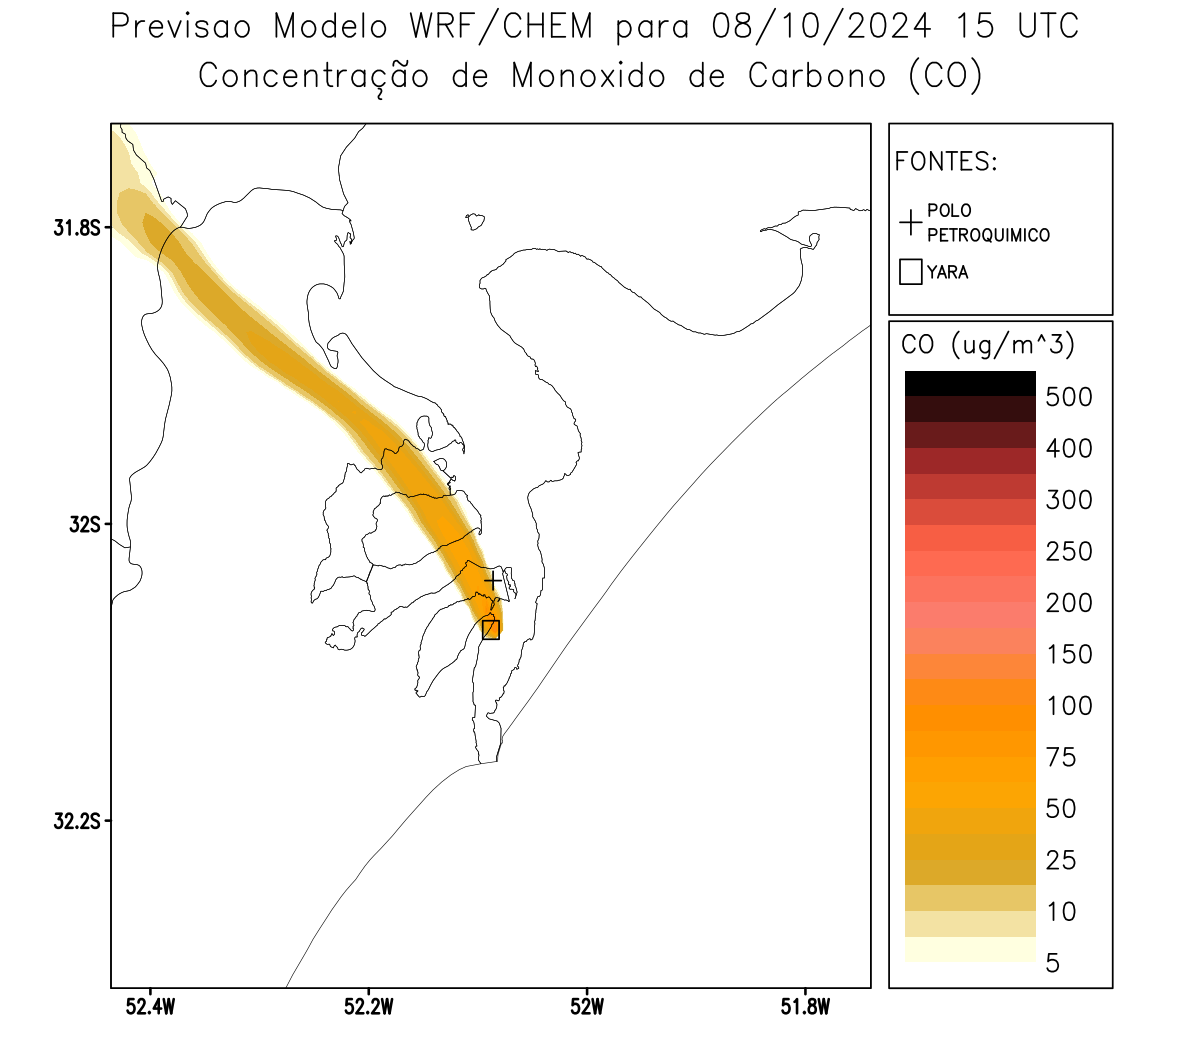 Previsao Modelo WRF/CHEM para 08/10/2024 15 UTC
Concentração de Monoxido de Carbono (CO)
FONTES:
POLO
PETROQUIMICO
YARA
CO (ug/m^3)
500
400
300
250
200
150
100
75
50
25
10
5
31.8S
32S
32.2S
52.4W
52.2W
52W
51.8W